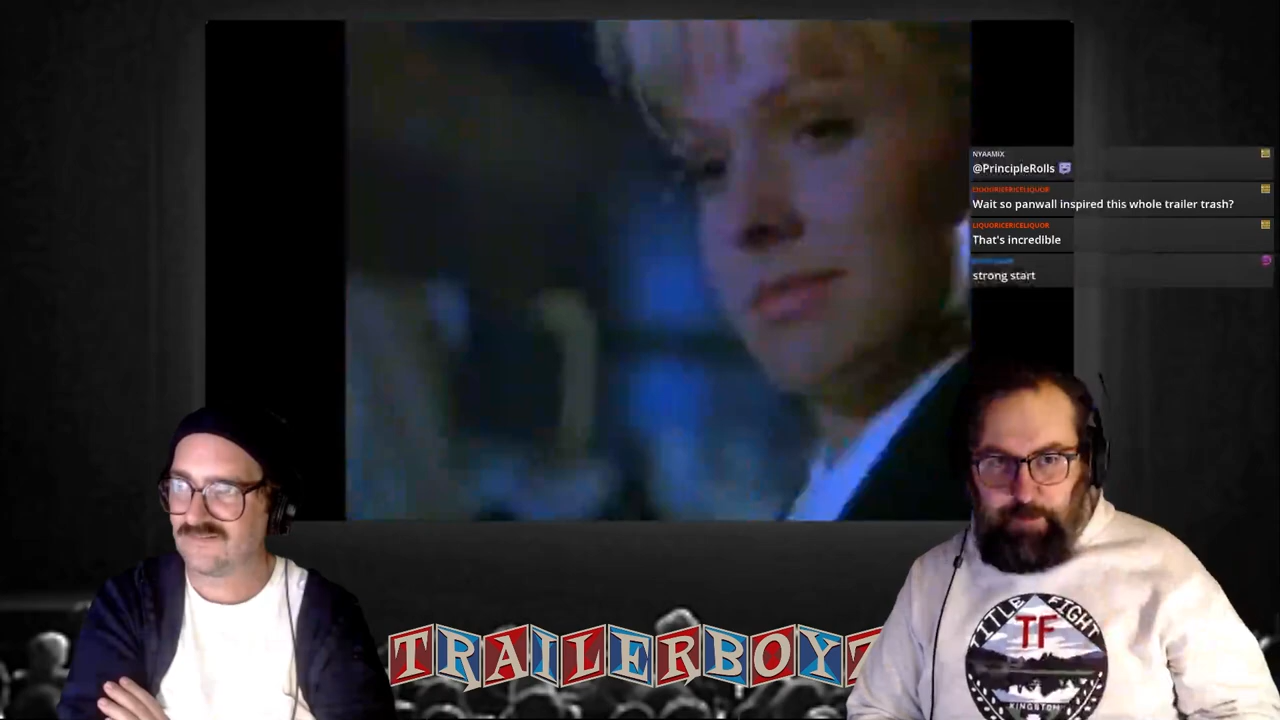 NYAAMIX
@PrincipleRolls
Wait so panwall inspired this whole trailer trash?
LIQUORICERICELIQUOR
That's incredible
strong start
TITLE FIGHT
TF
KINGSTON
TRAILERBOYZ